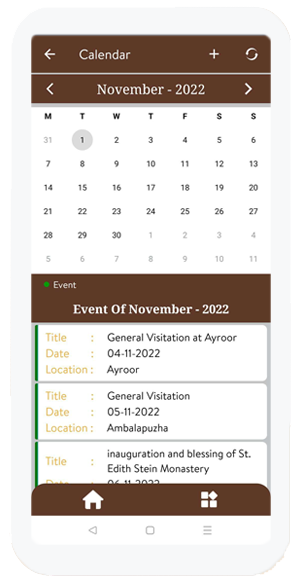 Calendar
November - 2022
M T W T F S S
31 1 2 3 4 5 6
7 8 9 10 11 12 13
14 15 16 17 18 19 20
21 22 23 24 25 26 27
28 29 30 1 2 3 4
5 6 7 8 9 10 11
Event
Event Of November - 2022
Title : General Visitation at Ayroor
Date : 04-11-2022
Location : Ayroor
Title : General Visitation
Date : 05-11-2022
Location : Ambalapuzha
Title : inauguration and blessing of St.
Edith Stein Monastery
Date : 06-11-2022